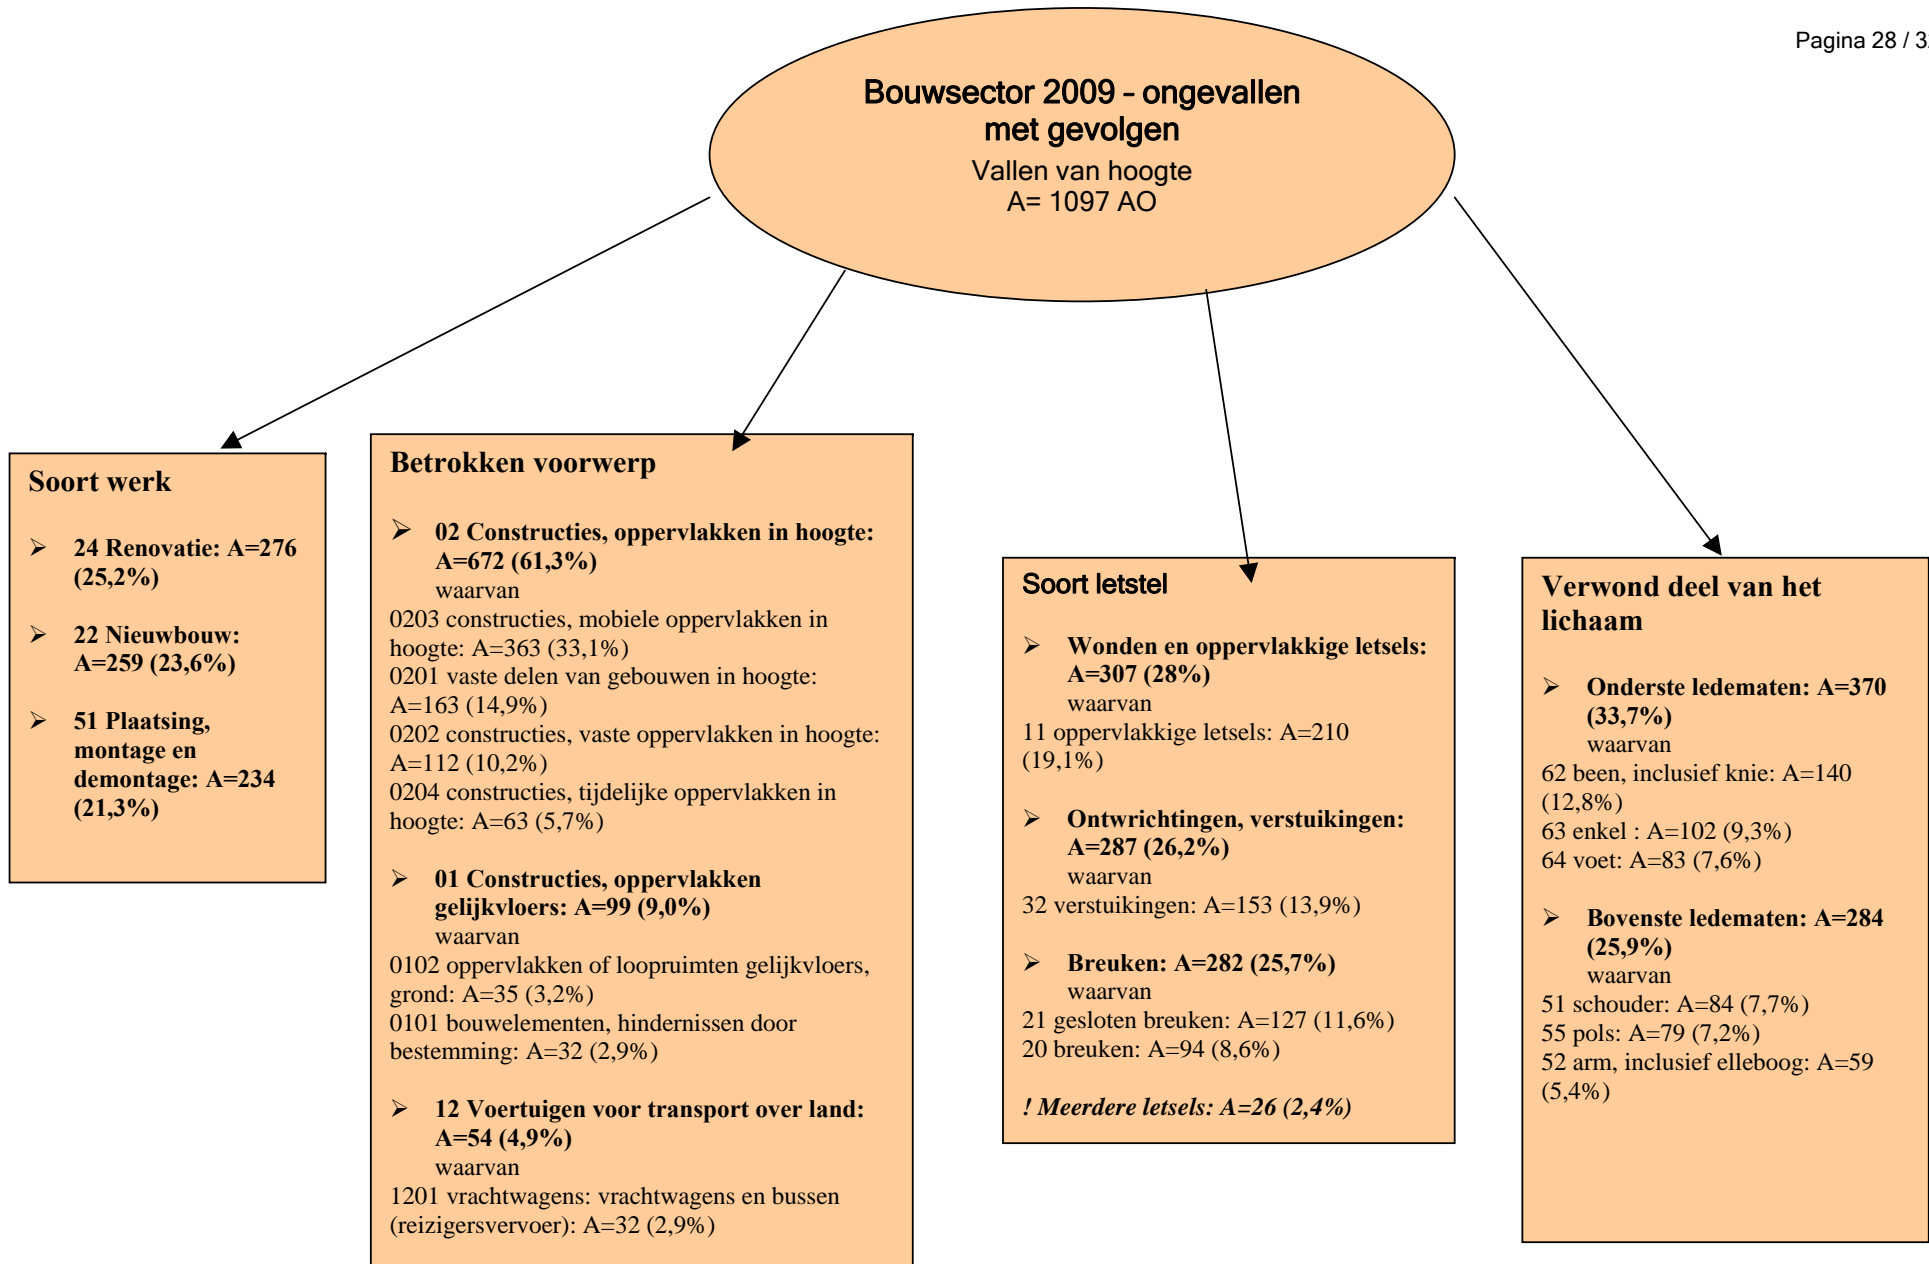 Pagina 28 / 32
Bouwsector 2009 – ongevallen
met gevolgen
Vallen van hoogte
A= 1097 AO
Soort werk
➢ 24 Renovatie: A=276
(25,2%)
➢ 22 Nieuwbouw:
A=259 (23,6%)
➢ 51 Plaatsing,
montage en
demontage: A=234
(21,3%)
Betrokken voorwerp
➢ 02 Constructies, oppervlakken in hoogte:
A=672 (61,3%)
waarvan
0203 constructies, mobiele oppervlakken in
hoogte: A=363 (33,1%)
0201 vaste delen van gebouwen in hoogte:
A=163 (14,9%)
0202 constructies, vaste oppervlakken in hoogte:
A=112 (10,2%)
0204 constructies, tijdelijke oppervlakken in
hoogte: A=63 (5,7%)
➢ 01 Constructies, oppervlakken
gelijkvloers: A=99 (9,0%)
waarvan
0102 oppervlakken of loopruimten gelijkvloers,
grond: A=35 (3,2%)
0101 bouwelementen, hindernissen door
bestemming: A=32 (2,9%)
➢ 12 Voertuigen voor transport over land:
A=54 (4,9%)
waarvan
1201 vrachtwagens: vrachtwagens en bussen
(reizigersvervoer): A=32 (2,9%)
Soort letstel
➢ Wonden en oppervlakkige letsels:
A=307 (28%)
waarvan
11 oppervlakkige letsels: A=210
(19,1%)
➢ Ontwrichtingen, verstuikingen:
A=287 (26,2%)
waarvan
32 verstuikingen: A=153 (13,9%)
➢ Breuken: A=282 (25,7%)
waarvan
21 gesloten breuken: A=127 (11,6%)
20 breuken: A=94 (8,6%)
! Meerdere letsels: A=26 (2,4%)
Verwond deel van het
lichaam
➢ Onderste ledematen: A=370
(33,7%)
waarvan
62 been, inclusief knie: A=140
(12,8%)
63 enkel : A=102 (9,3%)
64 voet: A=83 (7,6%)
➢ Bovenste ledematen: A=284
(25,9%)
waarvan
51 schouder: A=84 (7,7%)
55 pols: A=79 (7,2%)
52 arm, inclusief elleboog: A=59
(5,4%)